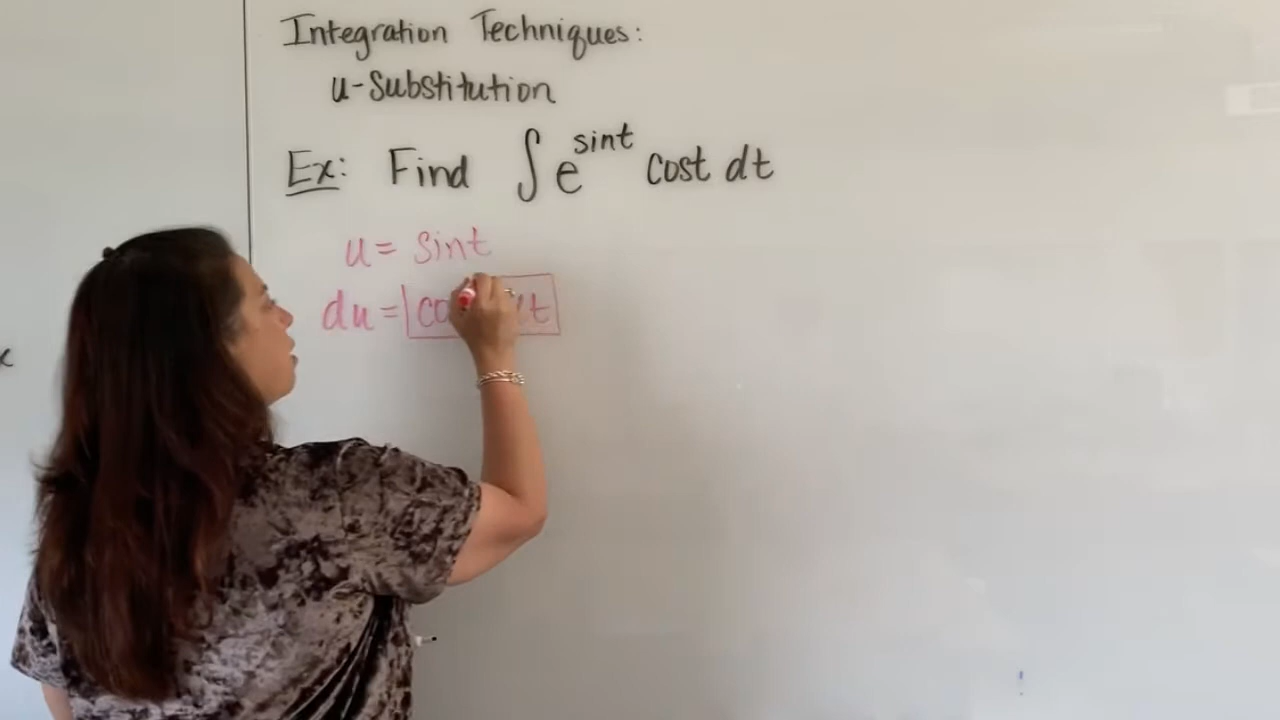 Integration Techniques:
u-Substitution
Ex: Find ∫ e^sint cost dt
u = sint
du =